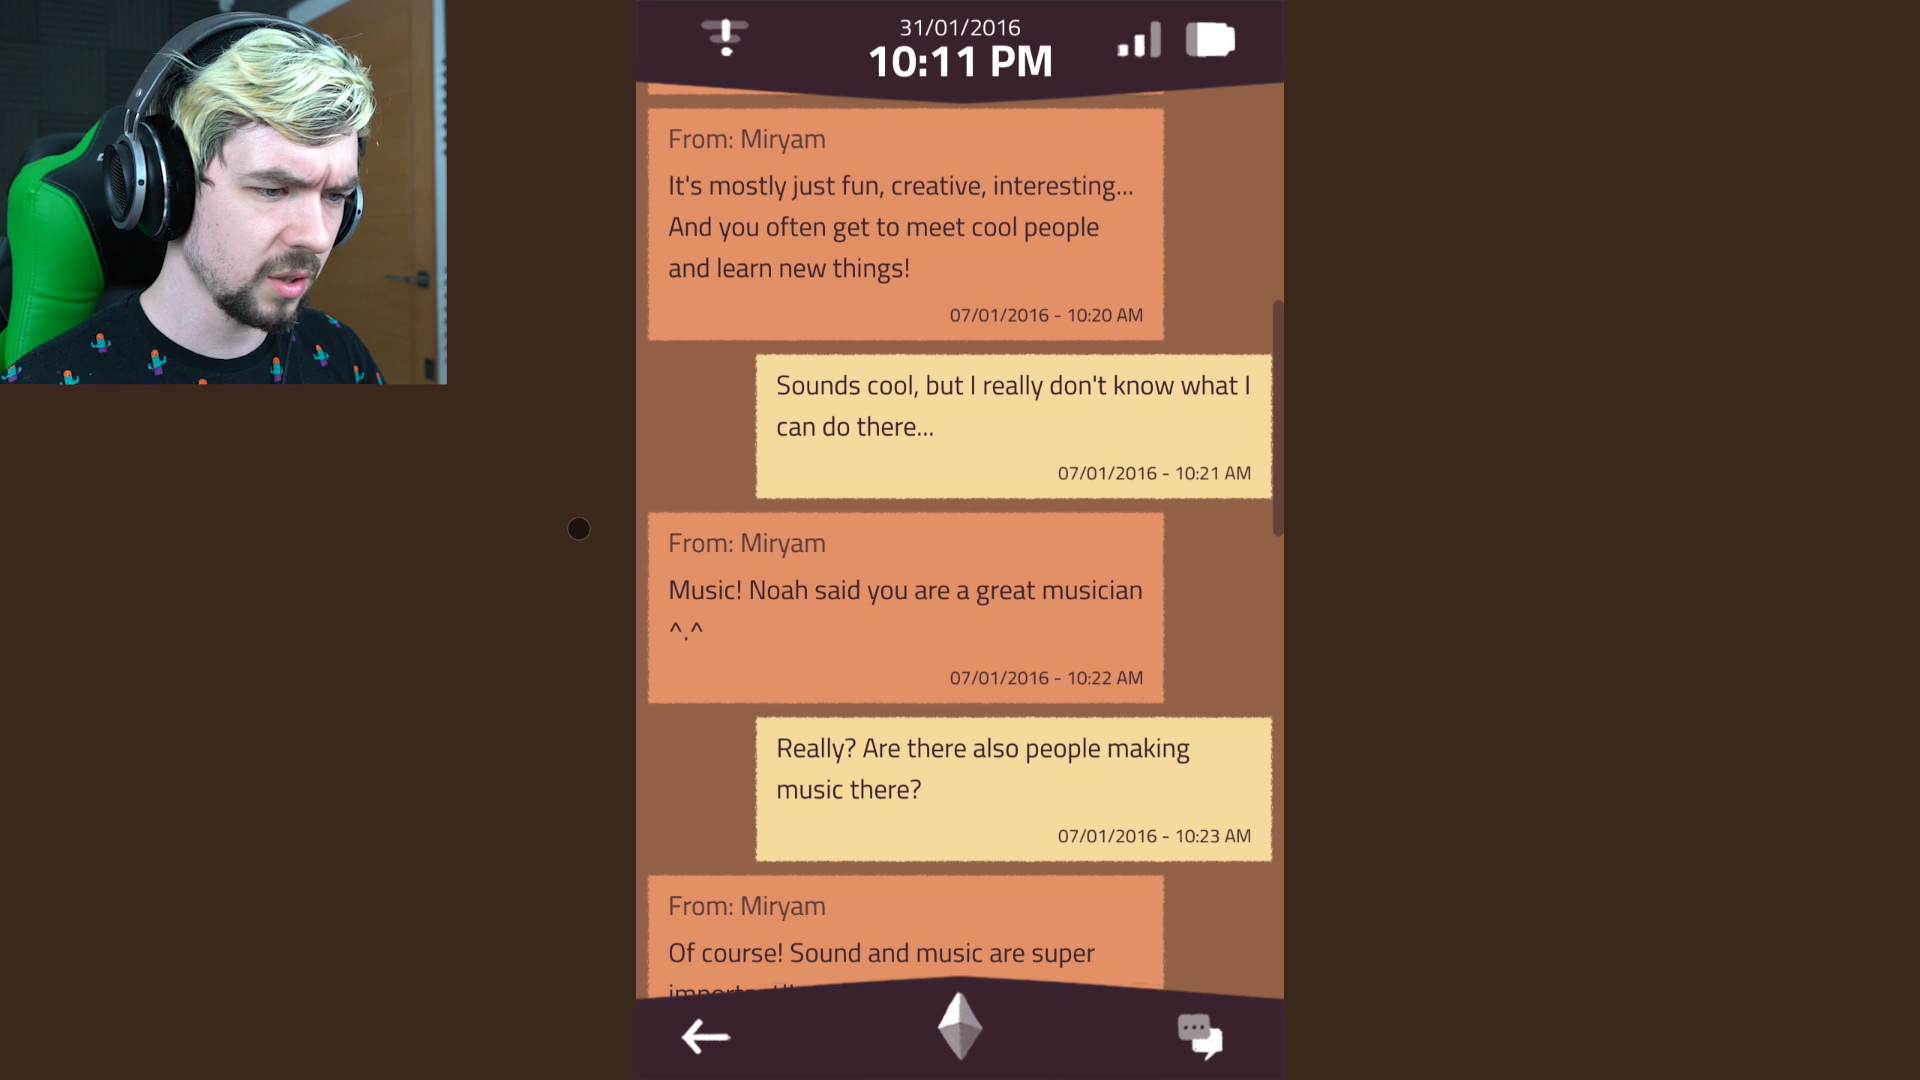 31/01/2016
10:11 PM
From: Miryam
It's mostly just fun, creative, interesting...
And you often get to meet cool people
and learn new things!
07/01/2016 - 10:20 AM
Sounds cool, but I really don't know what I
can do there...
07/01/2016 - 10:21 AM
From: Miryam
Music! Noah said you are a great musician
^.^
07/01/2016 - 10:22 AM
Really? Are there also people making
music there?
07/01/2016 - 10:23 AM
From: Miryam
Of course! Sound and music are super